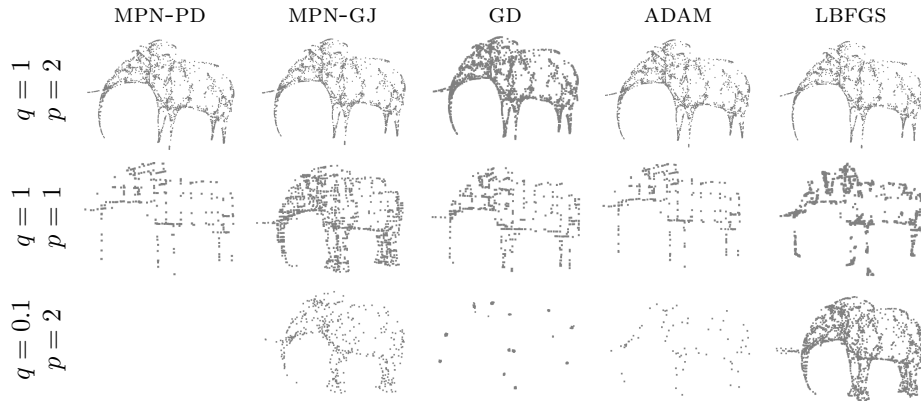 MPN-PD MPN-GJ GD ADAM LBFGS
q = 1
p = 2
q = 1
p = 1
q = 0.1
p = 2